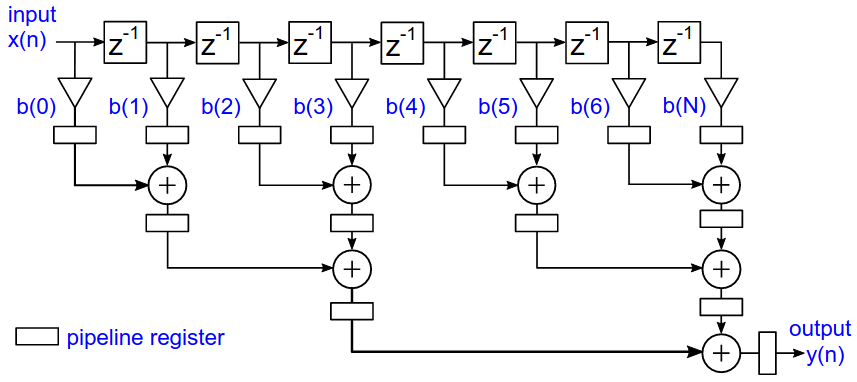 input
x(n)
z-1 z-1 z-1 z-1 z-1 z-1 z-1
b(0) b(1) b(2) b(3) b(4) b(5) b(6) b(N)
+ + + +
+ +
pipeline register
+
output
y(n)